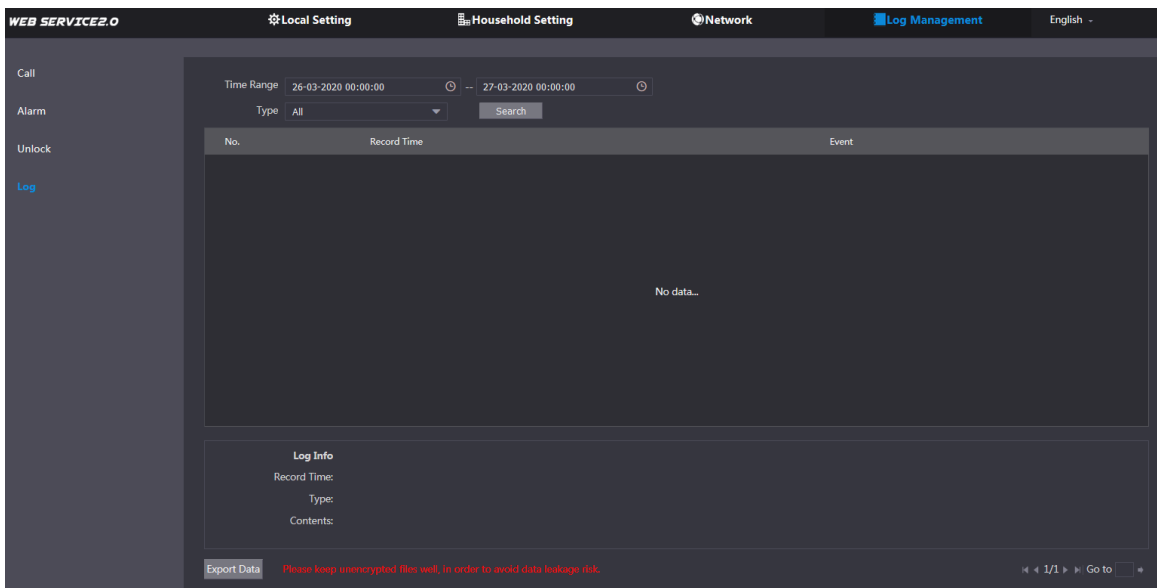 WEB SERVICE2.0 Local Setting Household Setting Network Log Management English
Call
Alarm
Unlock
Log
Time Range 26-03-2020 00:00:00 -- 27-03-2020 00:00:00
Type All Search
No. Record Time Event
No data...
Log Info
Record Time:
Type:
Contents:
Export Data Please keep unencrypted files well, in order to avoid data leakage risk. 1/1 Go to